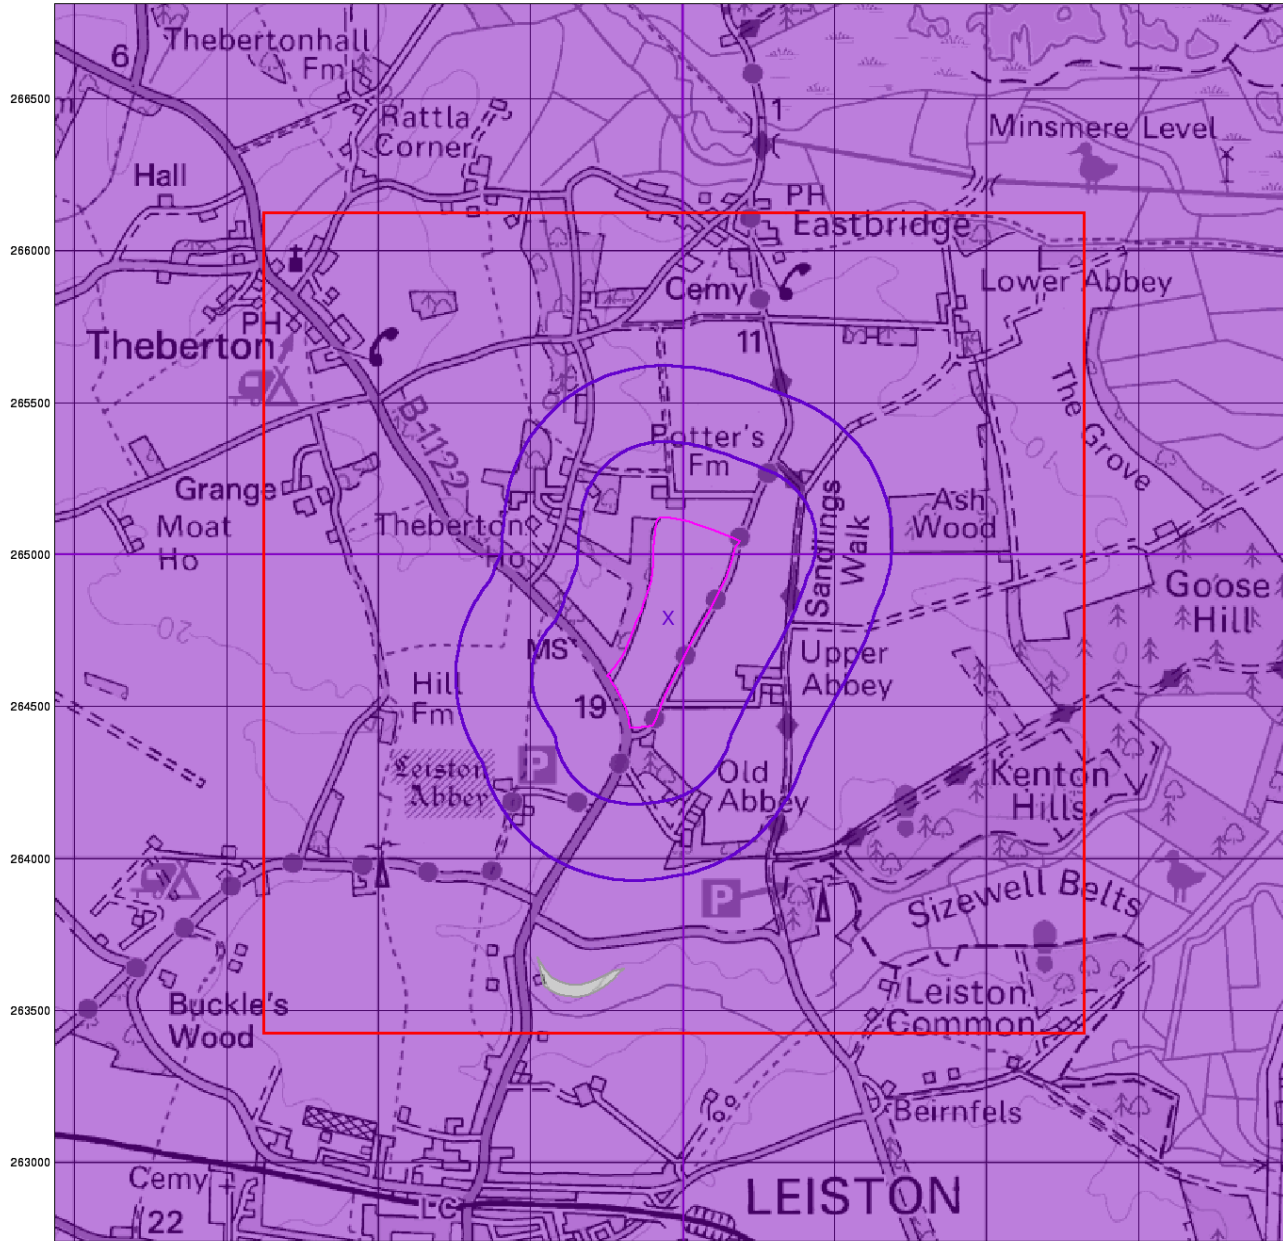 Thebertonhall
Fm
6
266500
Rattla
Corner
1
Minsmere Level
Hall
PH
Eastbridge
266000
Cemy
Lower Abbey
PH
Theberton
11
The Grove
265500
B 1122
Potter's
Fm
10
Grange
Moat
Ho
Theberton
Ho
Sandlings
Walk
Ash
Wood
265000
Goose
Hill
20
MS
Upper
Abbey
Hill
Fm
19
264500
Leiston
Abbey
P
Old
Abbey
Kenton
Hills
264000
P
Sizewell Belts
Buckle's
Wood
Leiston
Common
263500
Beirnfels
263000
Cemy
22
LC
LEISTON
X